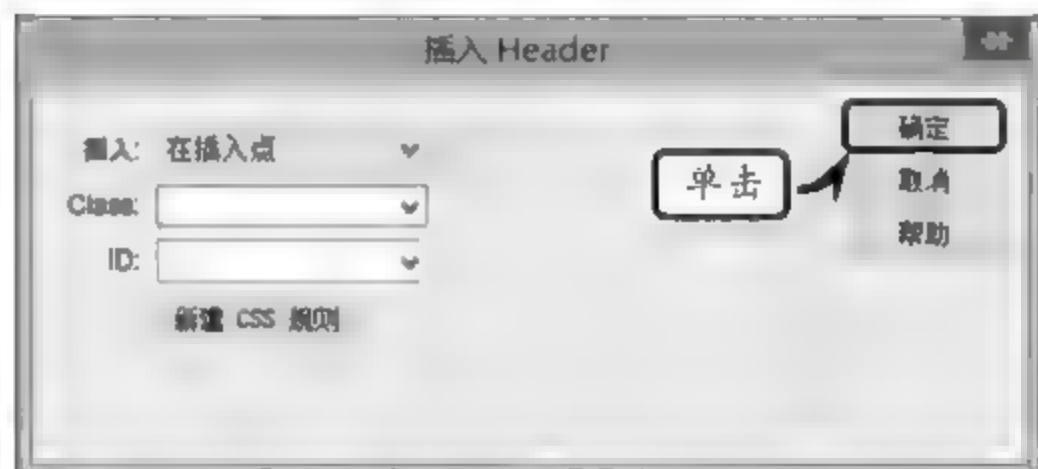 插入 Header
插入: 在插入点
Class:
ID:
新建 CSS 规则
单击
确定
取消
帮助